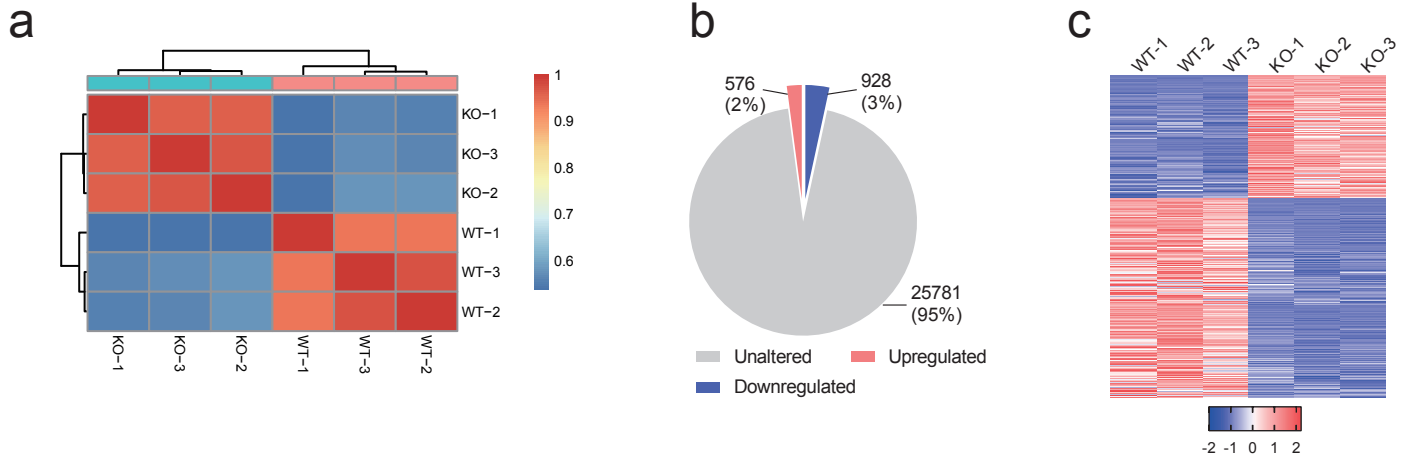 a
1
0.9
0.8
0.7
0.6
KO−1
KO−3
KO−2
WT−1
WT−3
WT−2
KO−1
KO−3
KO−2
WT−1
WT−3
WT−2
b
576
(2%)
928
(3%)
25781
(95%)
Unaltered
Upregulated
Downregulated
c
WT-1
WT-2
WT-3
KO-1
KO-2
KO-3
-2 -1 0 1 2